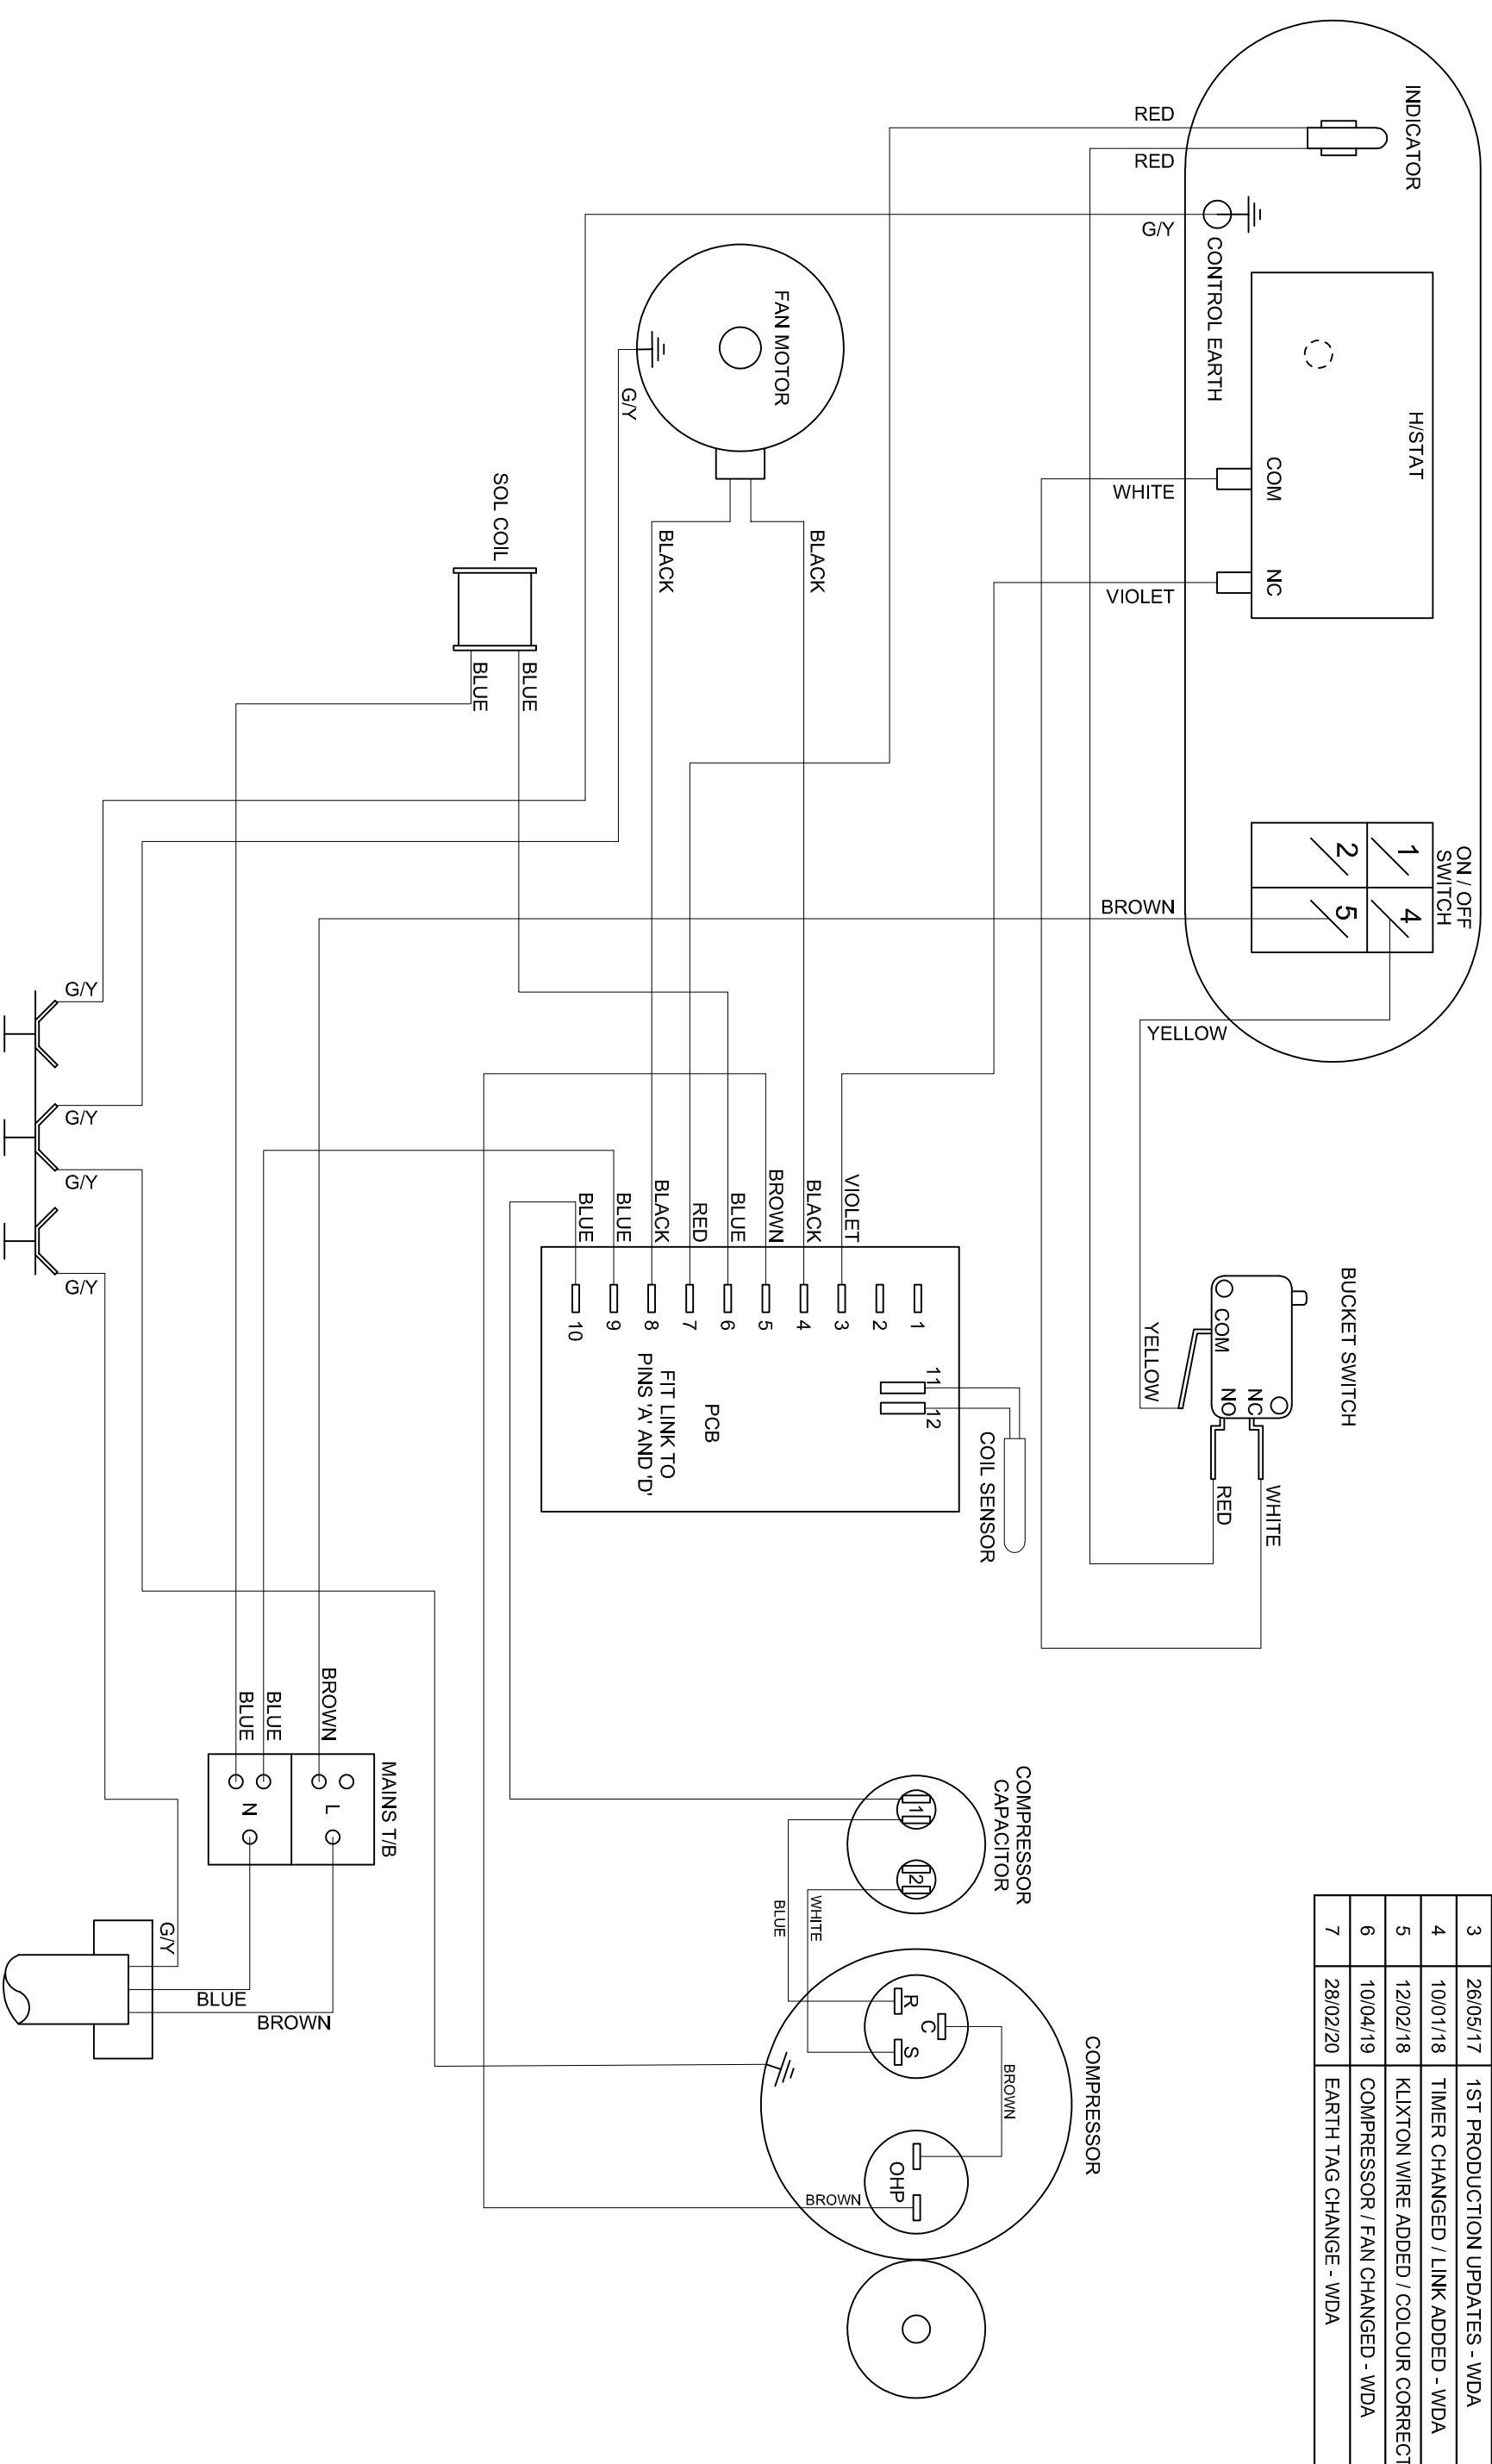 INDICATOR
RED
RED
G/Y
CONTROL EARTH
H/STAT
COM
NC
WHITE
VIOLET
ON / OFF
SWITCH
1
2
4
5
BROWN
YELLOW
FAN MOTOR
G/Y
BLACK
BLACK
SOL COIL
BLUE
BLUE
G/Y
G/Y
G/Y
G/Y
VIOLET
BLACK
BROWN
BLUE
RED
BLACK
BLUE
BLUE
1
2
3
4
5
6
7
8
9
10
11
12
PCB
FIT LINK TO
PINS 'A' AND 'D'
COIL SENSOR
BUCKET SWITCH
COM
NC
NO
YELLOW
WHITE
RED
BROWN
BLUE
BLUE
MAINS T/B
L
N
G/Y
BLUE
BROWN
COMPRESSOR
CAPACITOR
1
2
WHITE
BLUE
COMPRESSOR
R
C
S
BROWN
OHP
BROWN
3 26/05/17 1ST PRODUCTION UPDATES - WDA
4 10/01/18 TIMER CHANGED / LINK ADDED - WDA
5 12/02/18 KLIXTON WIRE ADDED / COLOUR CORRECT
6 10/04/19 COMPRESSOR / FAN CHANGED - WDA
7 28/02/20 EARTH TAG CHANGE - WDA